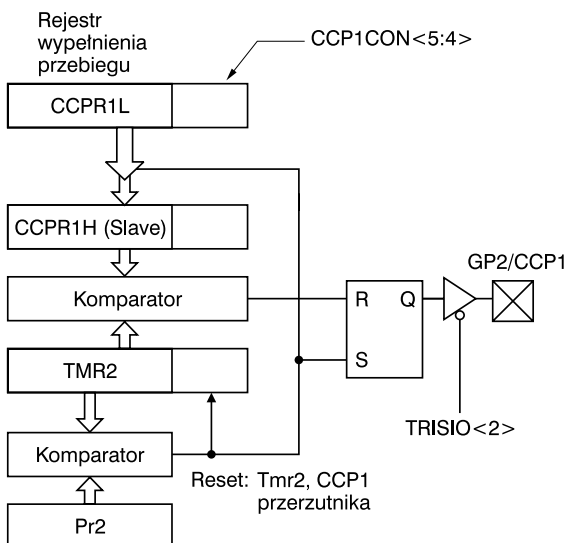 Rejestr
wypełnienia
przebiegu
CCP1CON<5:4>
CCPR1L
CCPR1H (Slave)
Komparator
R
Q
GP2/CCP1
TMR2
S
TRISIO<2>
Komparator
Reset: Tmr2, CCP1
przerzutnika
Pr2